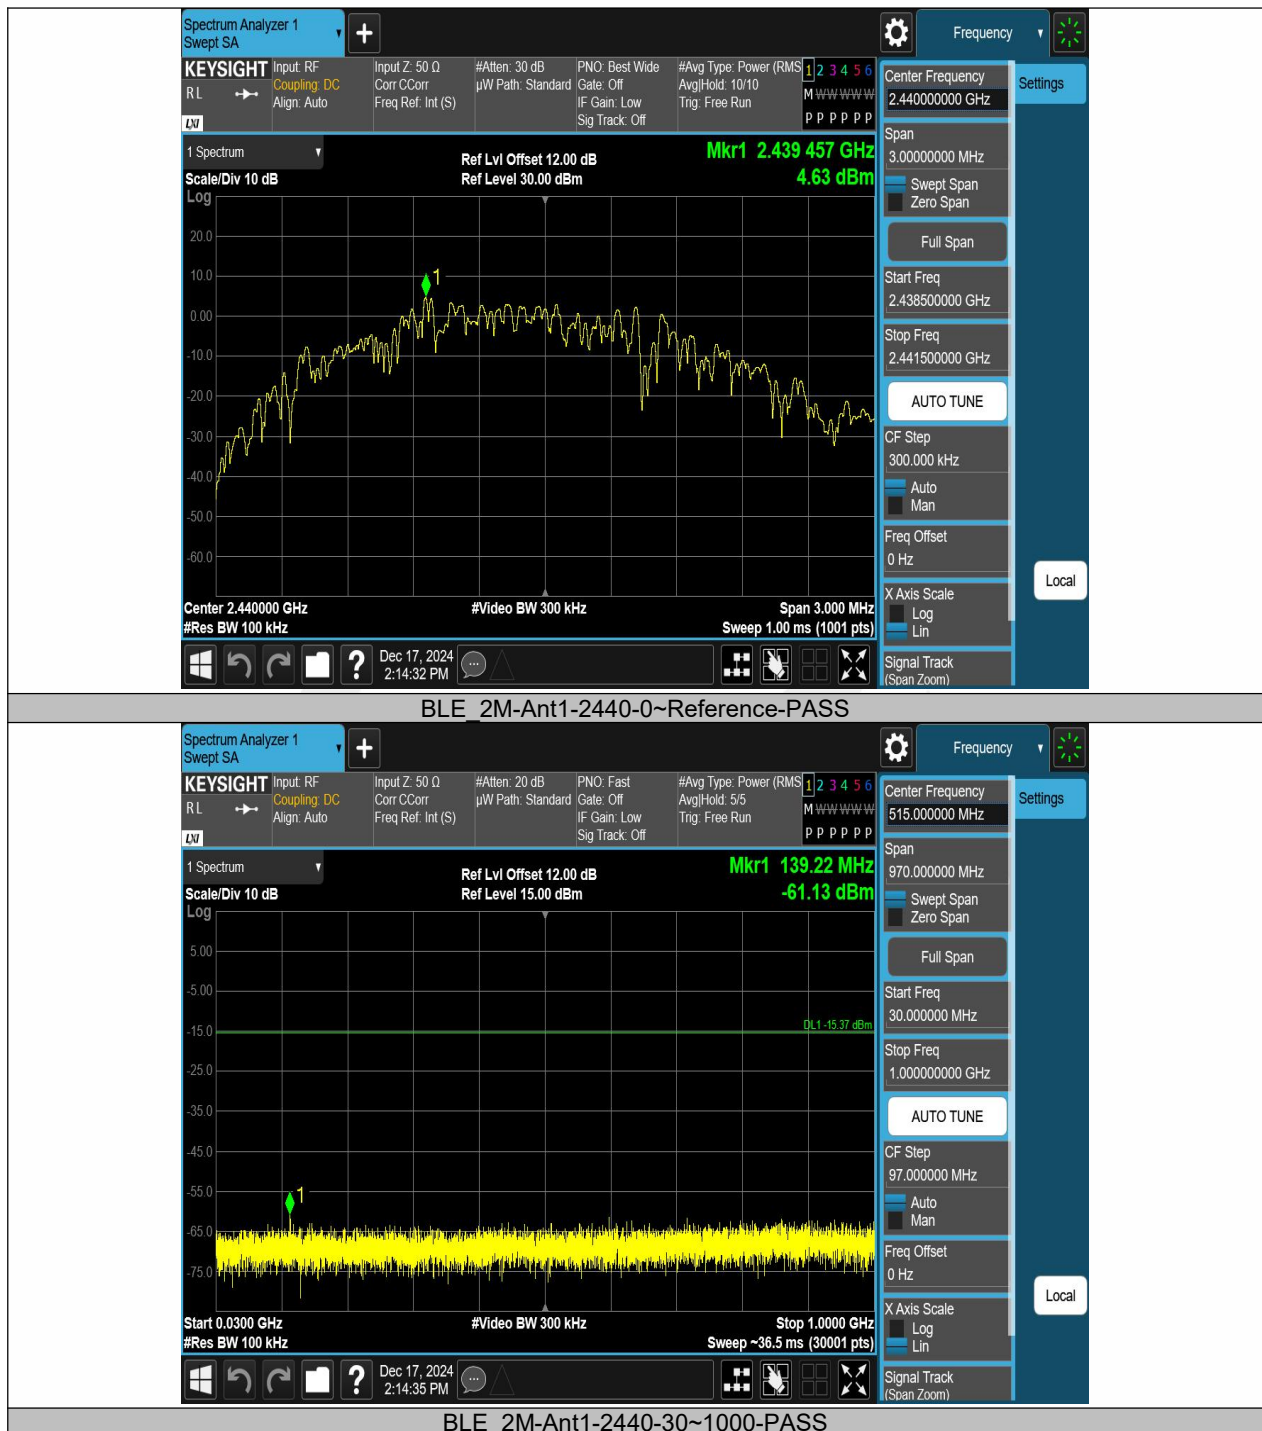 Spectrum Analyzer 1
Swept SA
Frequency
KEYSIGHT
RL
LXI
Input: RF
Coupling: DC
Align: Auto
Input Z: 50 Ω
Corr CCorr
Freq Ref: Int (S)
#Atten: 30 dB
µW Path: Standard
PNO: Best Wide
Gate: Off
IF Gain: Low
Sig Track: Off
#Avg Type: Power (RMS
Avg|Hold: 10/10
Trig: Free Run
1 2 3 4 5 6
M W W W W W
P P P P P P
Center Frequency
2.440000000 GHz
Settings
Span
3.00000000 MHz
Swept Span
Zero Span
Full Span
Start Freq
2.438500000 GHz
Stop Freq
2.441500000 GHz
AUTO TUNE
CF Step
300.000 kHz
Auto
Man
Freq Offset
0 Hz
X Axis Scale
Log
Lin
Signal Track
(Span Zoom)
Local
1 Spectrum
Scale/Div 10 dB
Log
Ref Lvl Offset 12.00 dB
Ref Level 30.00 dBm
Mkr1 2.439 457 GHz
4.63 dBm
1
20.0
10.0
0.00
-10.0
-20.0
-30.0
-40.0
-50.0
-60.0
Center 2.440000 GHz
#Res BW 100 kHz
#Video BW 300 kHz
Span 3.000 MHz
Sweep 1.00 ms (1001 pts)
Dec 17, 2024
2:14:32 PM
BLE_2M-Ant1-2440-0~Reference-PASS
Spectrum Analyzer 1
Swept SA
Frequency
KEYSIGHT
RL
LXI
Input: RF
Coupling: DC
Align: Auto
Input Z: 50 Ω
Corr CCorr
Freq Ref: Int (S)
#Atten: 20 dB
µW Path: Standard
PNO: Fast
Gate: Off
IF Gain: Low
Sig Track: Off
#Avg Type: Power (RMS
Avg|Hold: 5/5
Trig: Free Run
1 2 3 4 5 6
M W W W W W
P P P P P P
Center Frequency
515.000000 MHz
Settings
Span
970.000000 MHz
Swept Span
Zero Span
Full Span
Start Freq
30.000000 MHz
Stop Freq
1.000000000 GHz
AUTO TUNE
CF Step
97.000000 MHz
Auto
Man
Freq Offset
0 Hz
X Axis Scale
Log
Lin
Signal Track
(Span Zoom)
Local
1 Spectrum
Scale/Div 10 dB
Log
Ref Lvl Offset 12.00 dB
Ref Level 15.00 dBm
Mkr1 139.22 MHz
-61.13 dBm
5.00
-5.00
-15.0
DL1 -15.37 dBm
-25.0
-35.0
-45.0
-55.0
1
-65.0
-75.0
Start 0.0300 GHz
#Res BW 100 kHz
#Video BW 300 kHz
Stop 1.0000 GHz
Sweep ~36.5 ms (30001 pts)
Dec 17, 2024
2:14:35 PM
BLE_2M-Ant1-2440-30~1000-PASS